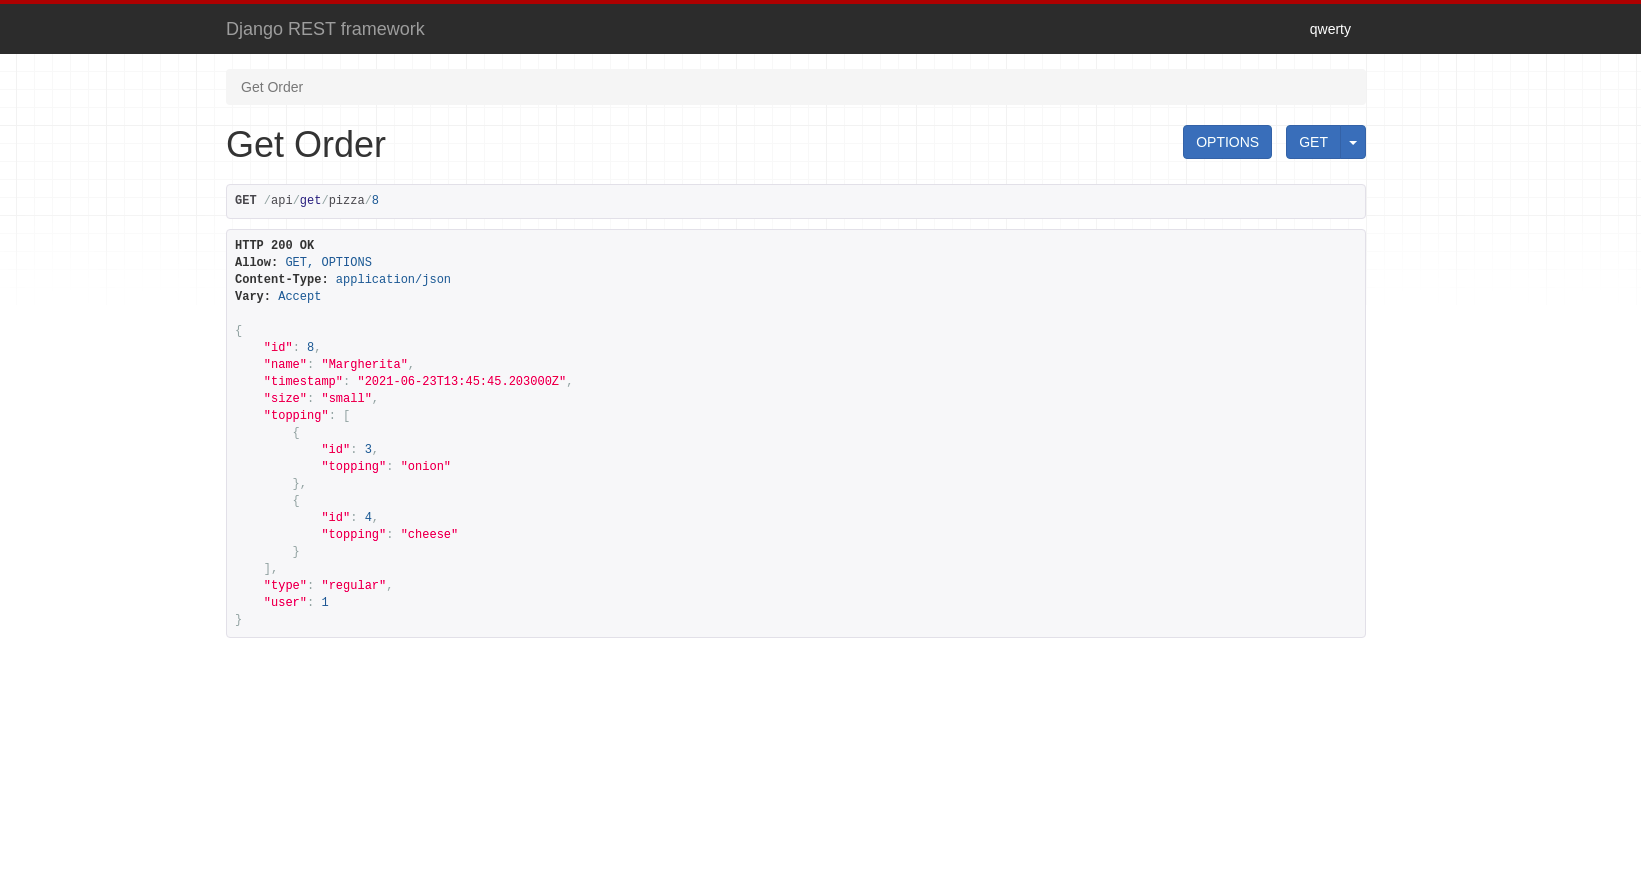 Django REST framework
qwerty
Get Order
Get Order
OPTIONS
GET
GET /api/get/pizza/8
HTTP 200 OK
Allow: GET, OPTIONS
Content-Type: application/json
Vary: Accept
{
    "id": 8,
    "name": "Margherita",
    "timestamp": "2021-06-23T13:45:45.203000Z",
    "size": "small",
    "topping": [
        {
            "id": 3,
            "topping": "onion"
        },
        {
            "id": 4,
            "topping": "cheese"
        }
    ],
    "type": "regular",
    "user": 1
}